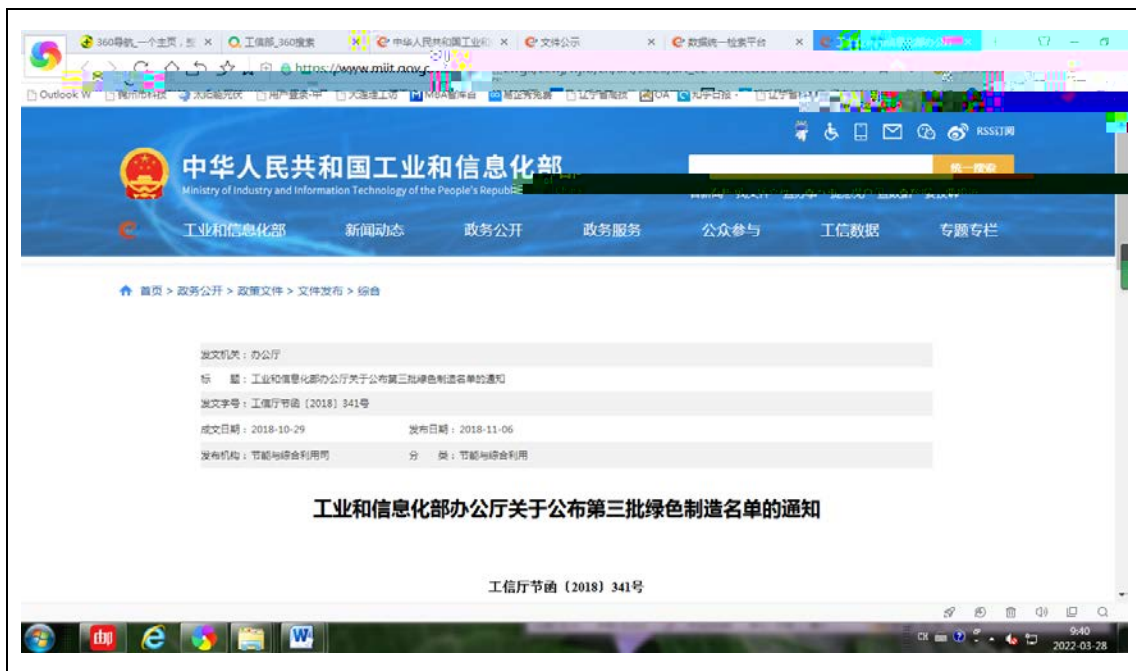 360导航_一个主页,
工信部_360搜索
中华人民共和国工业和
文件公示
数据统一检索平台
https://www.miit.gov.c
Outlook W
RSS订阅
中华人民共和国工业和信息化部
Ministry of Industry and Information Technology of the People's Republic
统一搜索
工业和信息化部 新闻动态 政务公开 政务服务 公众参与 工信数据 专题专栏
首页 > 政务公开 > 政策文件 > 文件发布 > 综合
发文机关：办公厅
标 题：工业和信息化部办公厅关于公布第三批绿色制造名单的通知
发文字号：工信厅节函〔2018〕341号
成文日期：2018-10-29 发布日期：2018-11-06
发布机构：节能与综合利用司 分 类：节能与综合利用
工业和信息化部办公厅关于公布第三批绿色制造名单的通知
工信厅节函〔2018〕341号
CH
9:40
2022-03-28